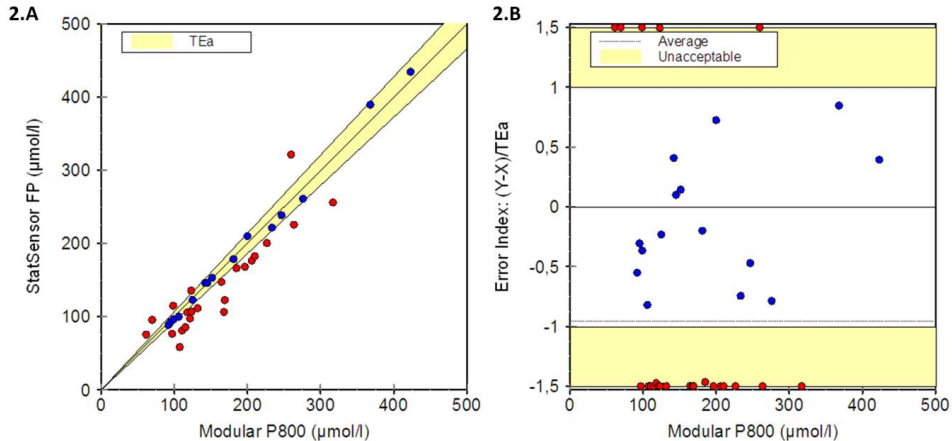 2.A
500
400
300
200
100
0
StatSensor FP (µmol/l)
TEa
0 100 200 300 400 500
Modular P800 (µmol/l)
2.B
1,5
1
0,5
0
-0,5
-1
-1,5
Error Index: (Y-X)/TEa
Average
Unacceptable
0 100 200 300 400 500
Modular P800 (µmol/l)